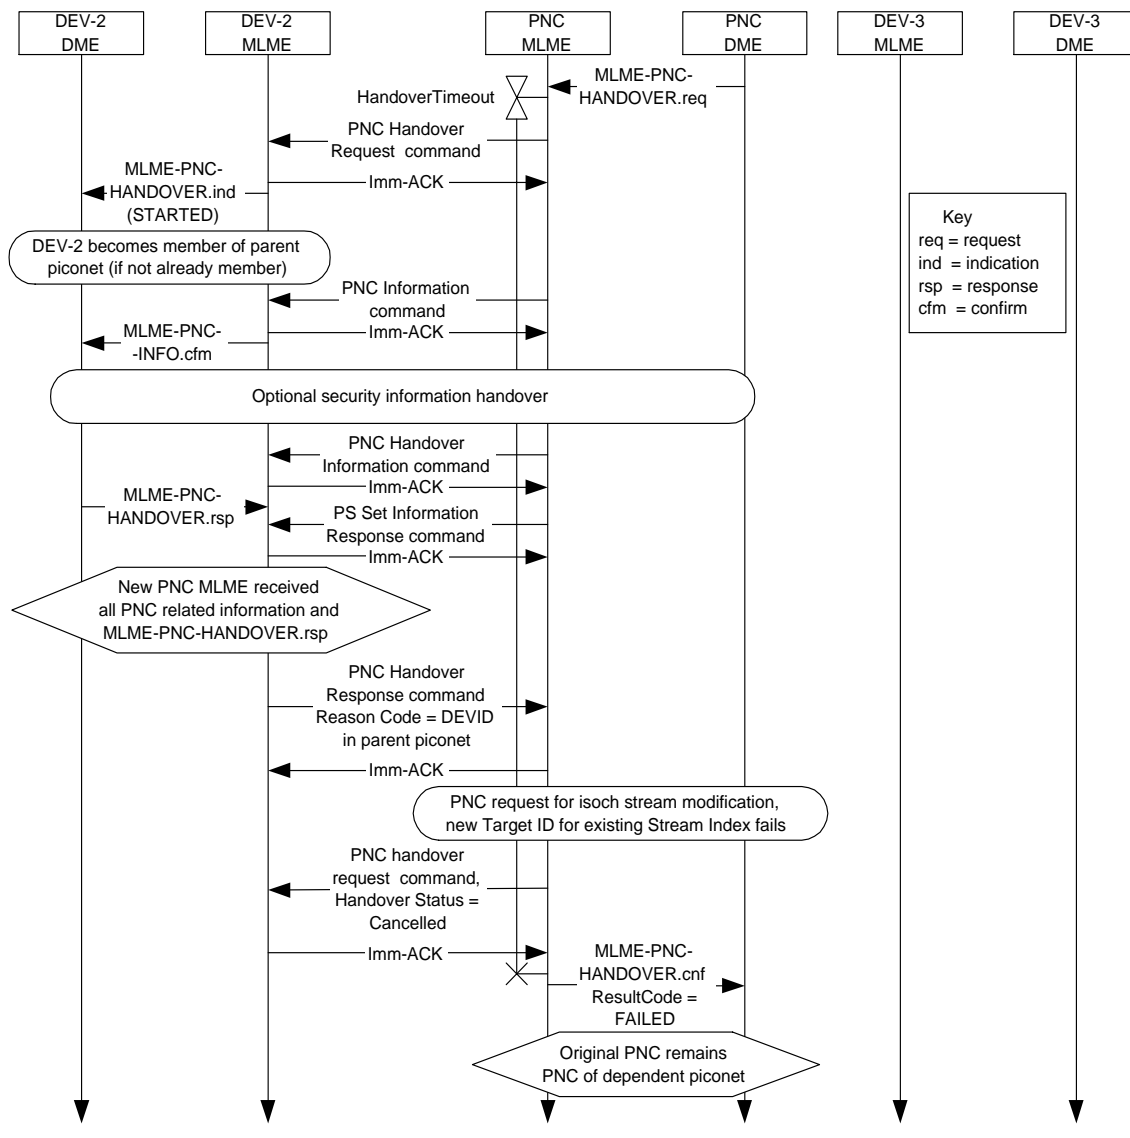 DEV-2
DME
DEV-2
MLME
PNC
MLME
PNC
DME
DEV-3
MLME
DEV-3
DME
MLME-PNC-
HANDOVER.req
HandoverTimeout
PNC Handover
Request command
MLME-PNC-
HANDOVER.ind
(STARTED)
Imm-ACK
Key
req = request
ind = indication
rsp = response
cfm = confirm
DEV-2 becomes member of parent
piconet (if not already member)
PNC Information
command
Imm-ACK
MLME-PNC-
-INFO.cfm
Optional security information handover
PNC Handover
Information command
Imm-ACK
MLME-PNC-
HANDOVER.rsp
PS Set Information
Response command
Imm-ACK
New PNC MLME received
all PNC related information and
MLME-PNC-HANDOVER.rsp
PNC Handover
Response command
Reason Code = DEVID
in parent piconet
Imm-ACK
PNC request for isoch stream modification,
new Target ID for existing Stream Index fails
PNC handover
request command,
Handover Status =
Cancelled
Imm-ACK
MLME-PNC-
HANDOVER.cnf
ResultCode =
FAILED
Original PNC remains
PNC of dependent piconet